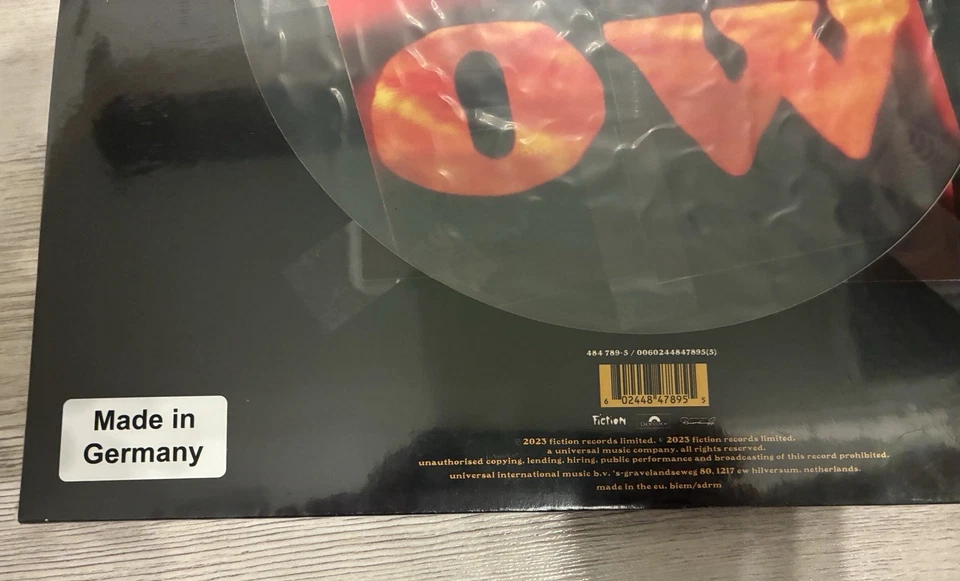 OW
484 789-5 / 0060244847895(5)
6 02448 47895 5
Fiction
℗ 2023 fiction records limited. © 2023 fiction records limited.
a universal music company. all rights reserved.
unauthorised copying, lending, hiring, public performance and broadcasting of this record prohibited.
universal international music b.v. 's-gravelandseweg 80, 1217 ew hilversum, netherlands.
made in the eu. biem/sdrm
Made in
Germany